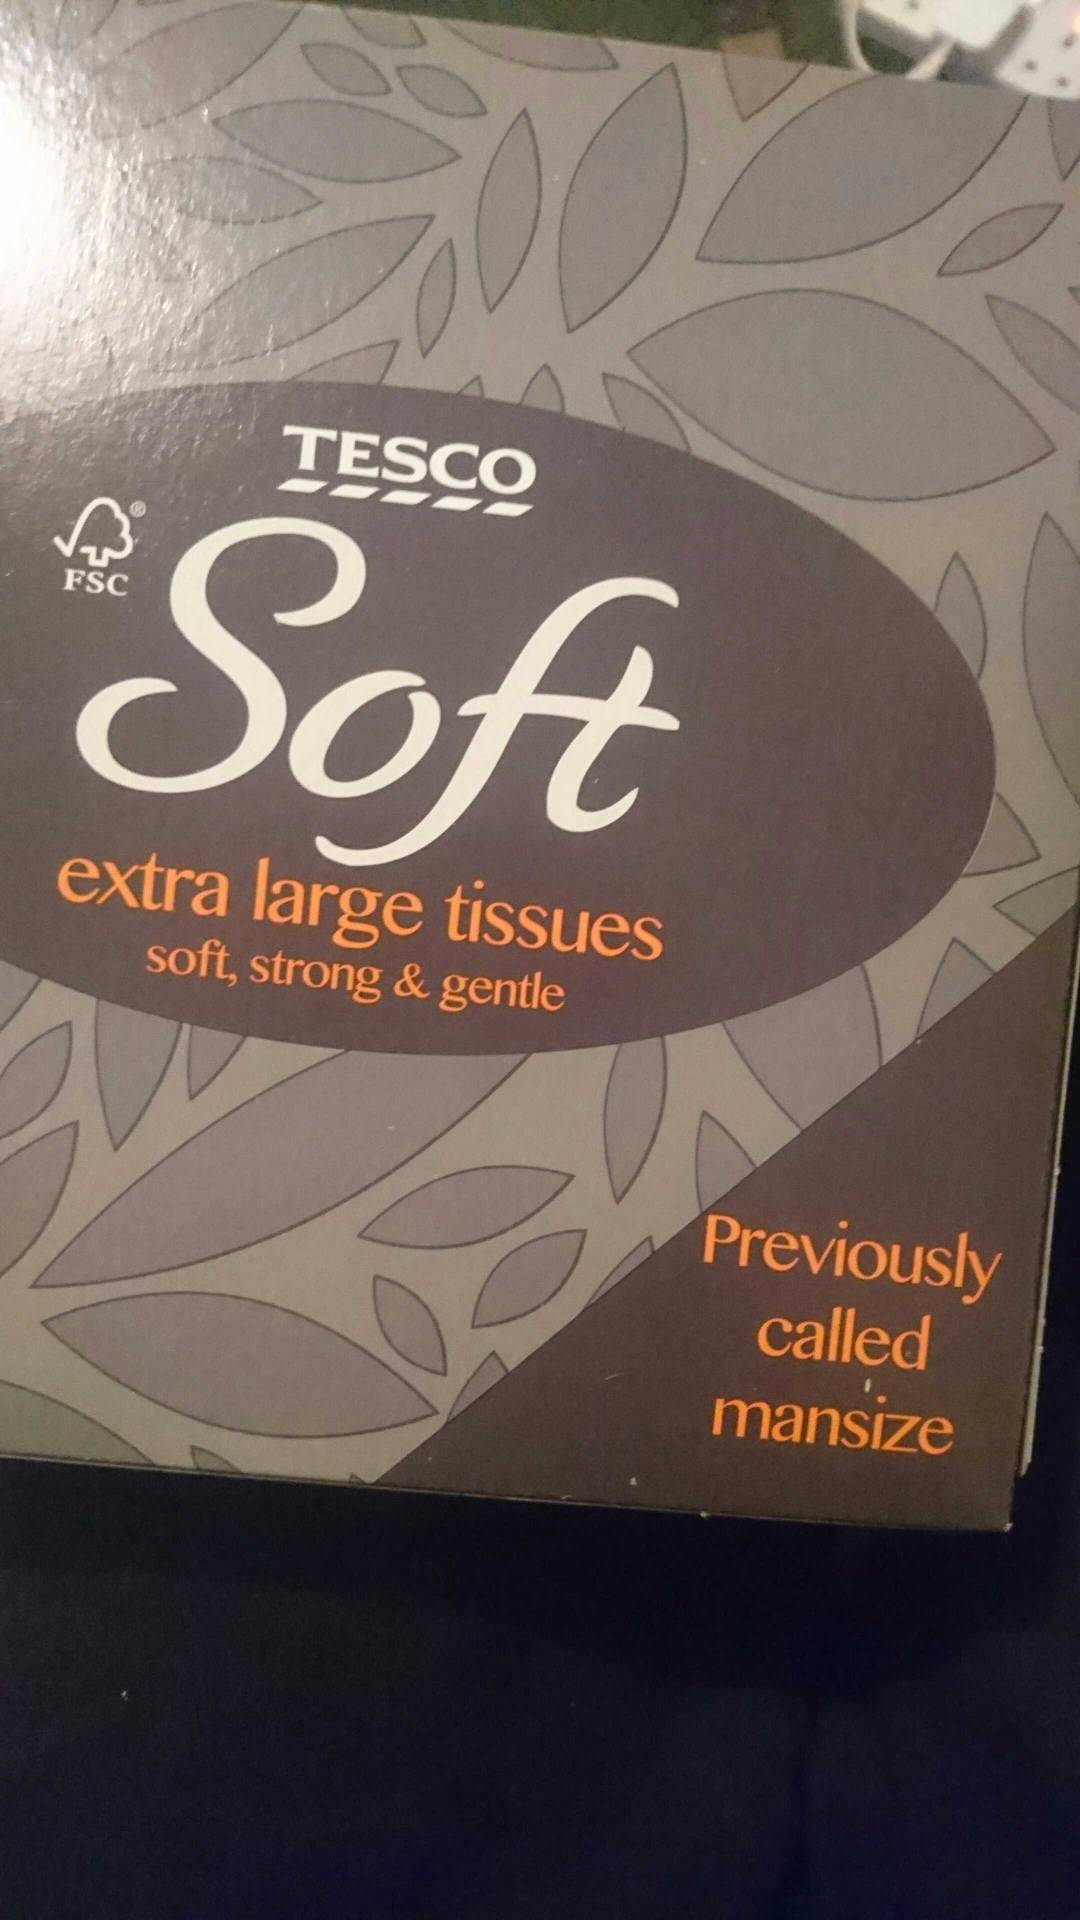 TESCO
FSC®
Soft
extra large tissues
soft, strong & gentle
Previously
called
mansize